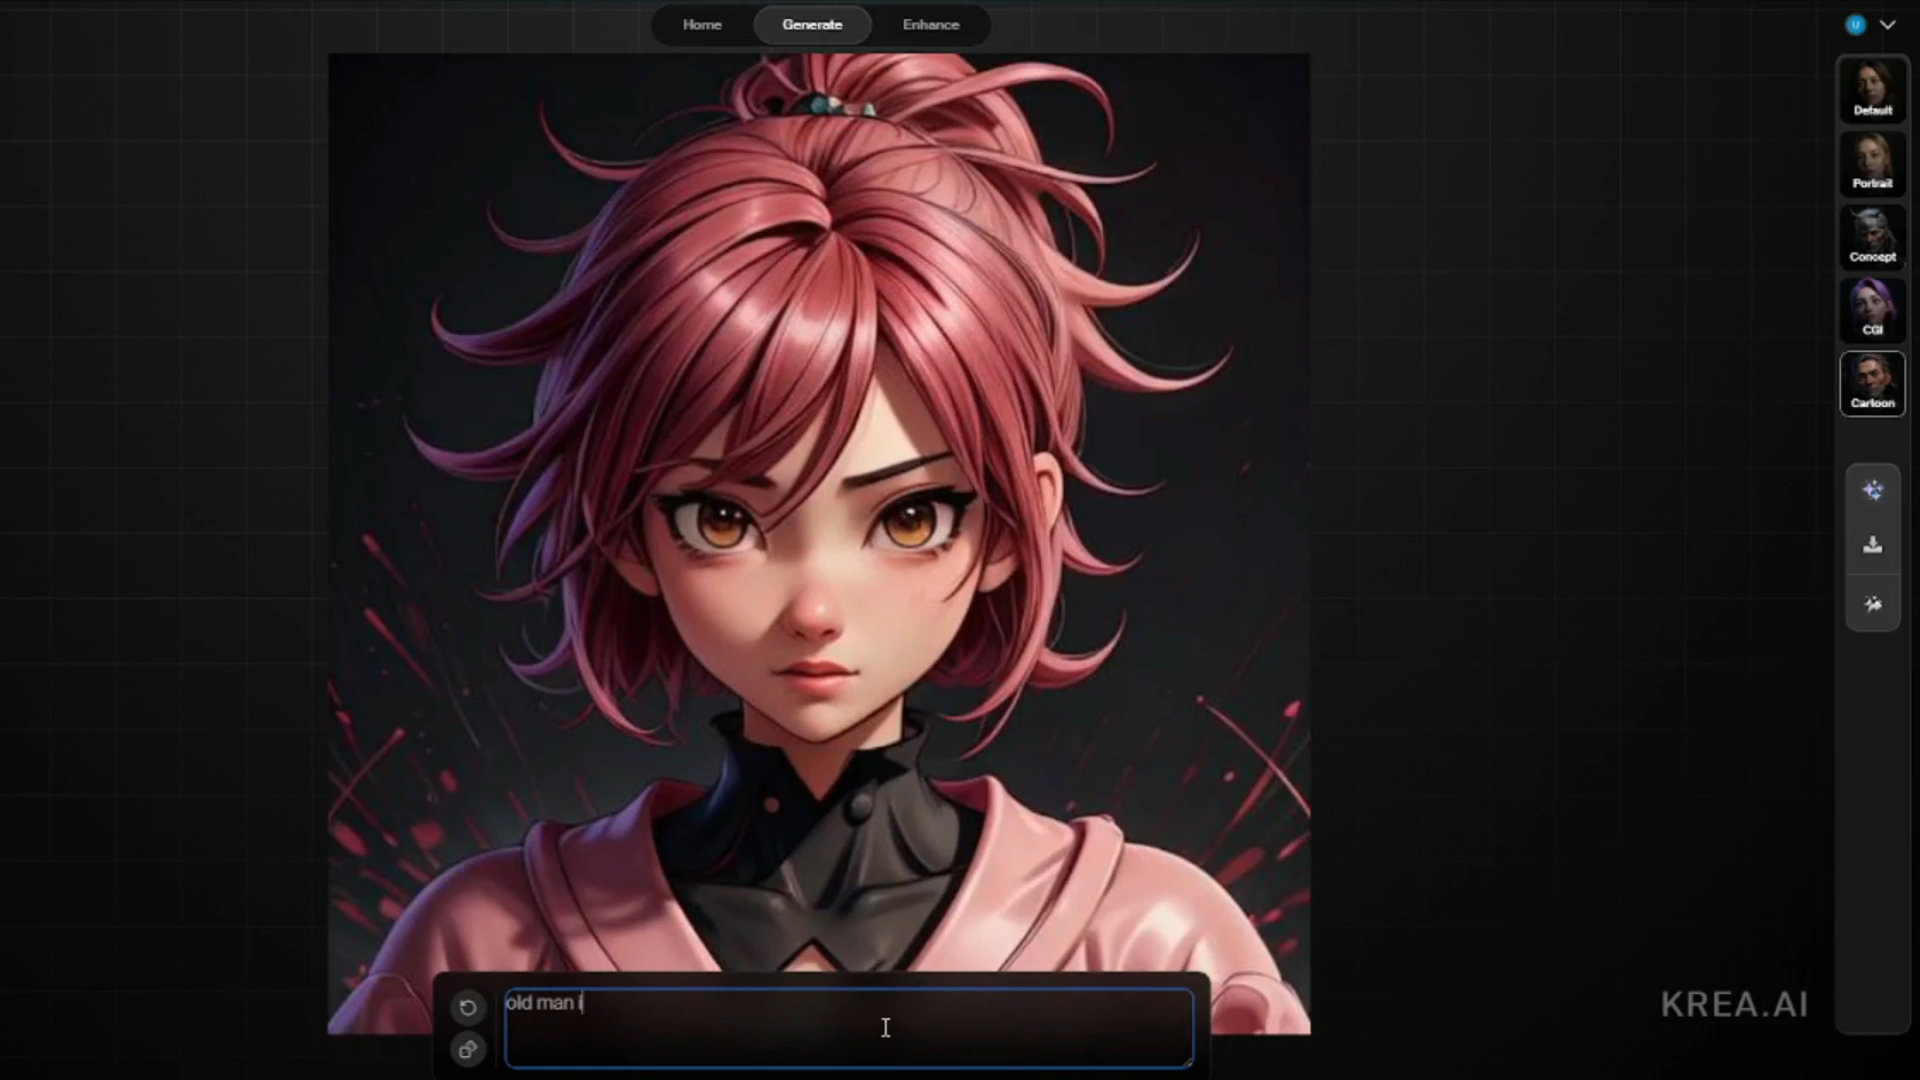 Home Generate Enhance
U
Default
Portrait
Concept
CGI
Cartoon
old man i
KREA.AI